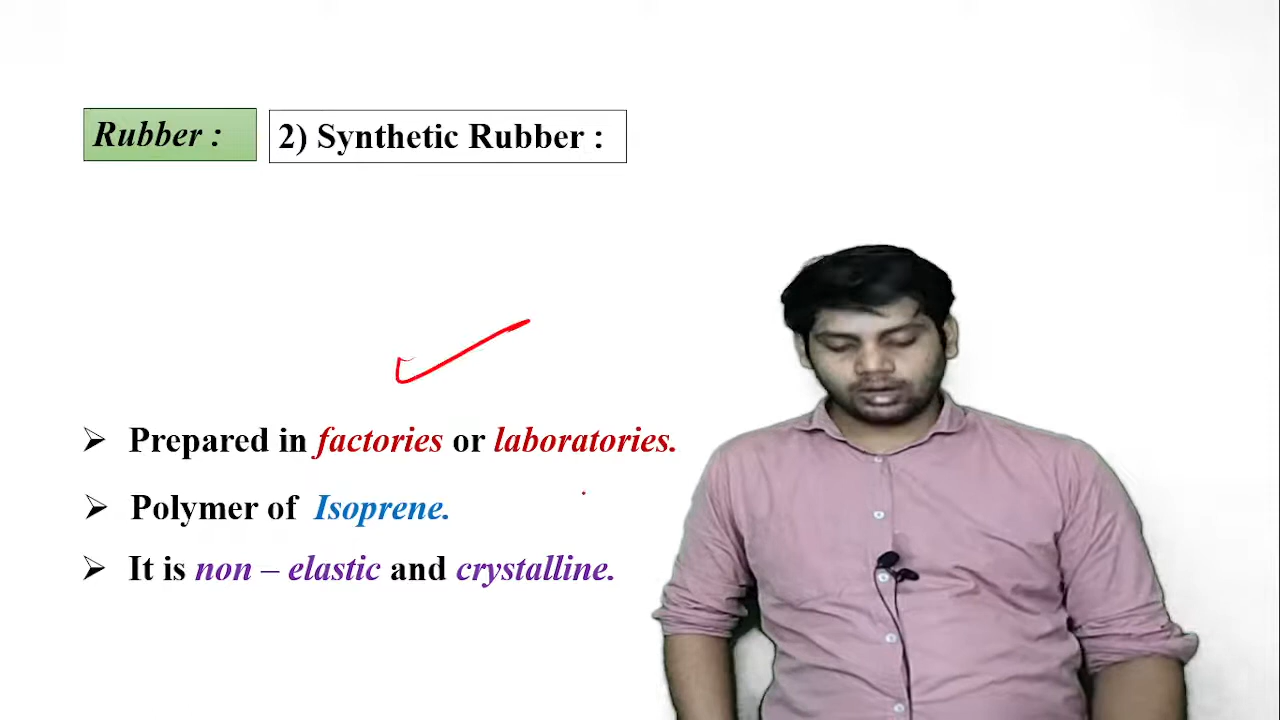 Rubber : 2) Synthetic Rubber :
➢ Prepared in factories or laboratories.
➢ Polymer of Isoprene.
➢ It is non – elastic and crystalline.